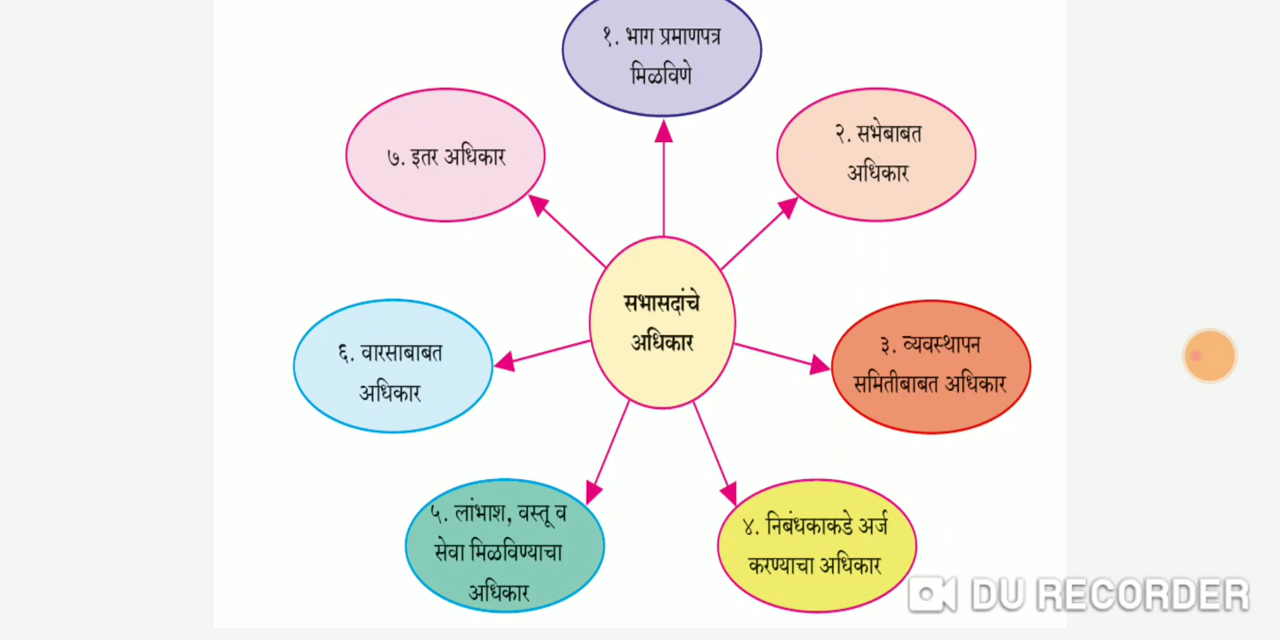 १. भाग प्रमाणपत्र
मिळविणे
२. सभेबाबत
अधिकार
३. व्यवस्थापन
समितीबाबत अधिकार
४. निबंधकाकडे अर्ज
करण्याचा अधिकार
५. लांभाश, वस्तू व
सेवा मिळविण्याचा
अधिकार
६. वारसाबाबत
अधिकार
७. इतर अधिकार
सभासदांचे
अधिकार
DU RECORDER